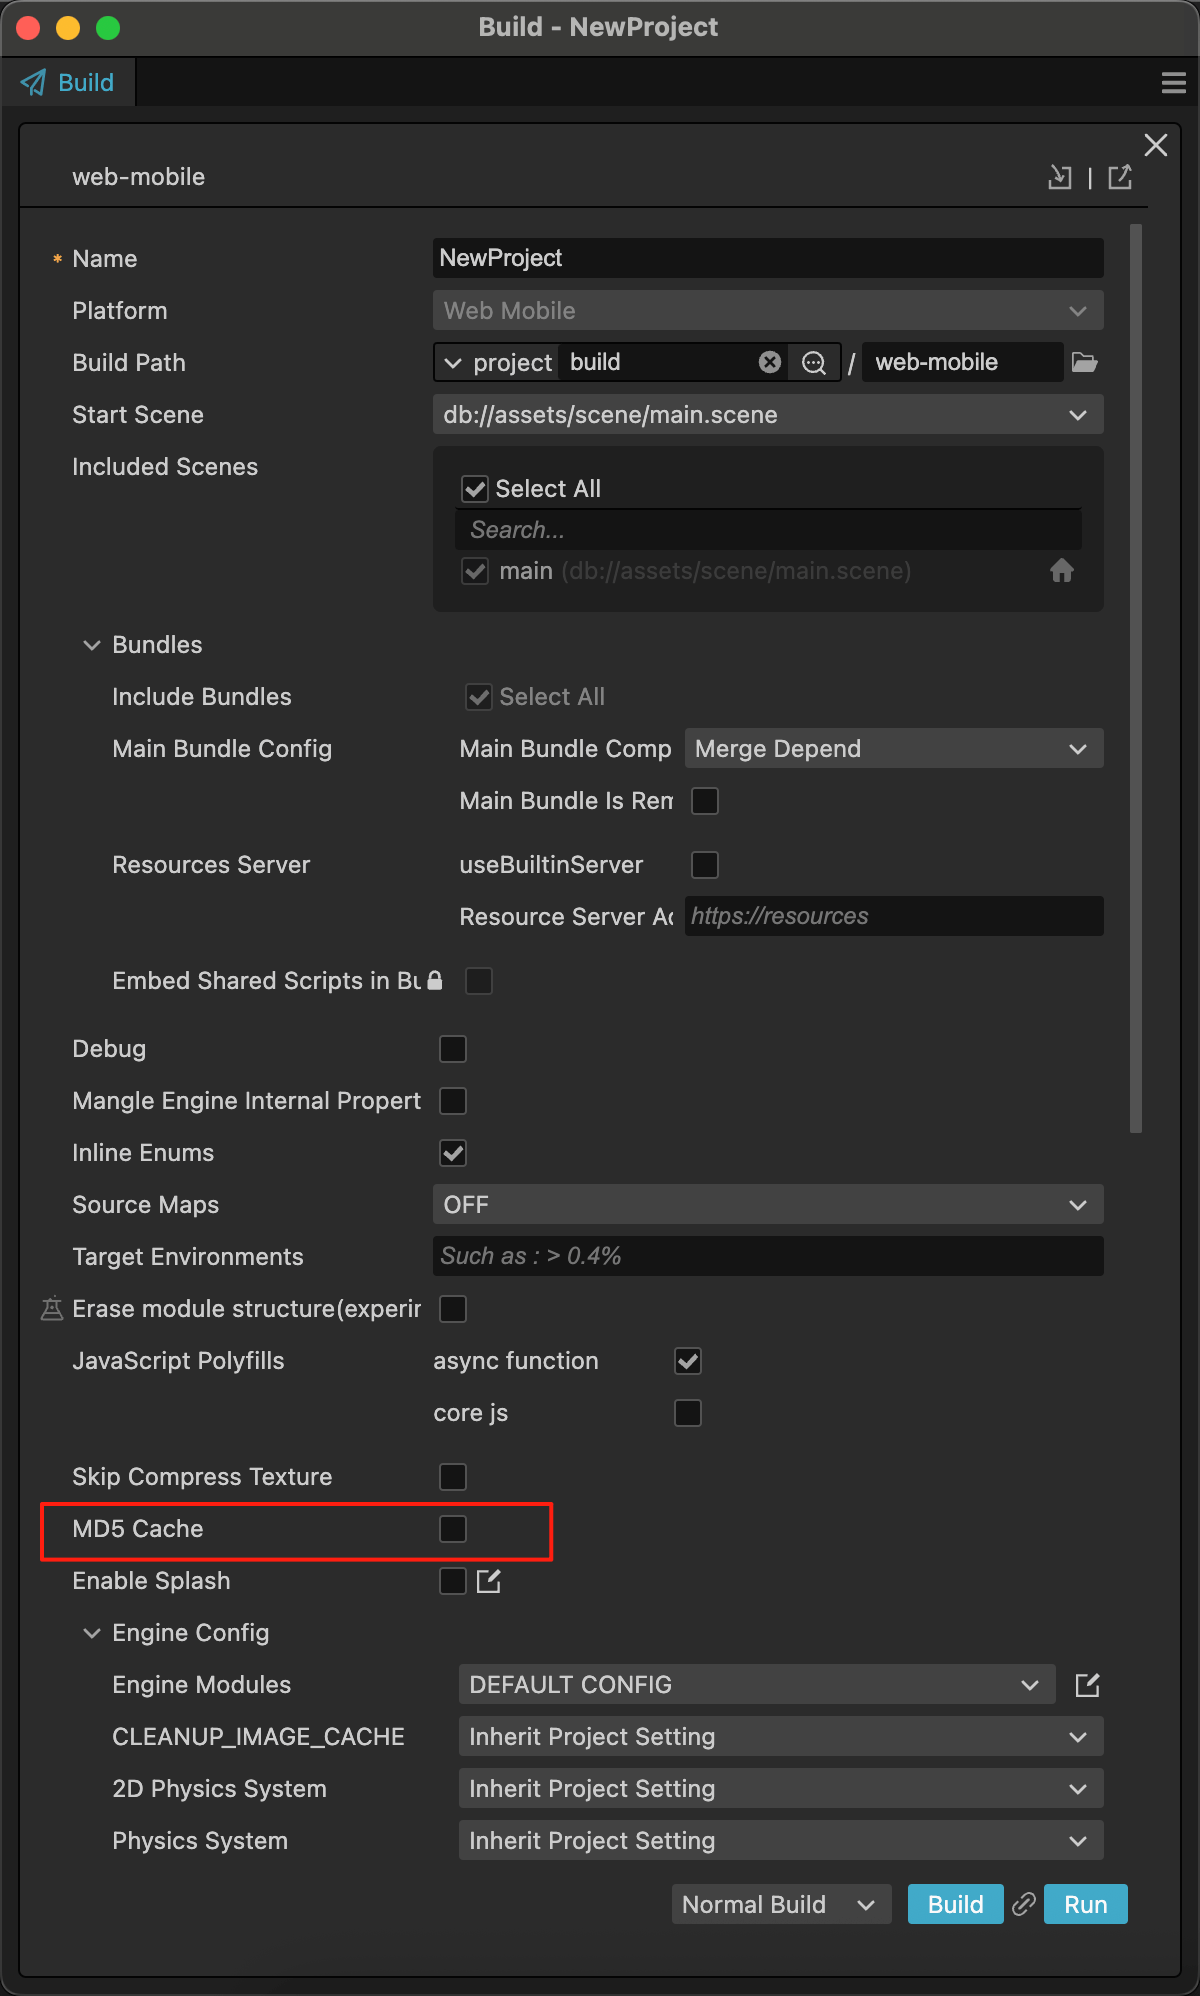 Build - NewProject
Build
web-mobile
* Name NewProject
Platform Web Mobile
Build Path project build / web-mobile
Start Scene db://assets/scene/main.scene
Included Scenes
Select All
Search...
main (db://assets/scene/main.scene)
Bundles
Include Bundles Select All
Main Bundle Config Main Bundle Comp Merge Depend
Main Bundle Is Rem
Resources Server useBuiltinServer
Resource Server Ac https://resources
Embed Shared Scripts in Bu
Debug
Mangle Engine Internal Propert
Inline Enums
Source Maps OFF
Target Environments Such as : > 0.4%
Erase module structure(experir
JavaScript Polyfills async function
core js
Skip Compress Texture
MD5 Cache
Enable Splash
Engine Config
Engine Modules DEFAULT CONFIG
CLEANUP_IMAGE_CACHE Inherit Project Setting
2D Physics System Inherit Project Setting
Physics System Inherit Project Setting
Normal Build Build Run